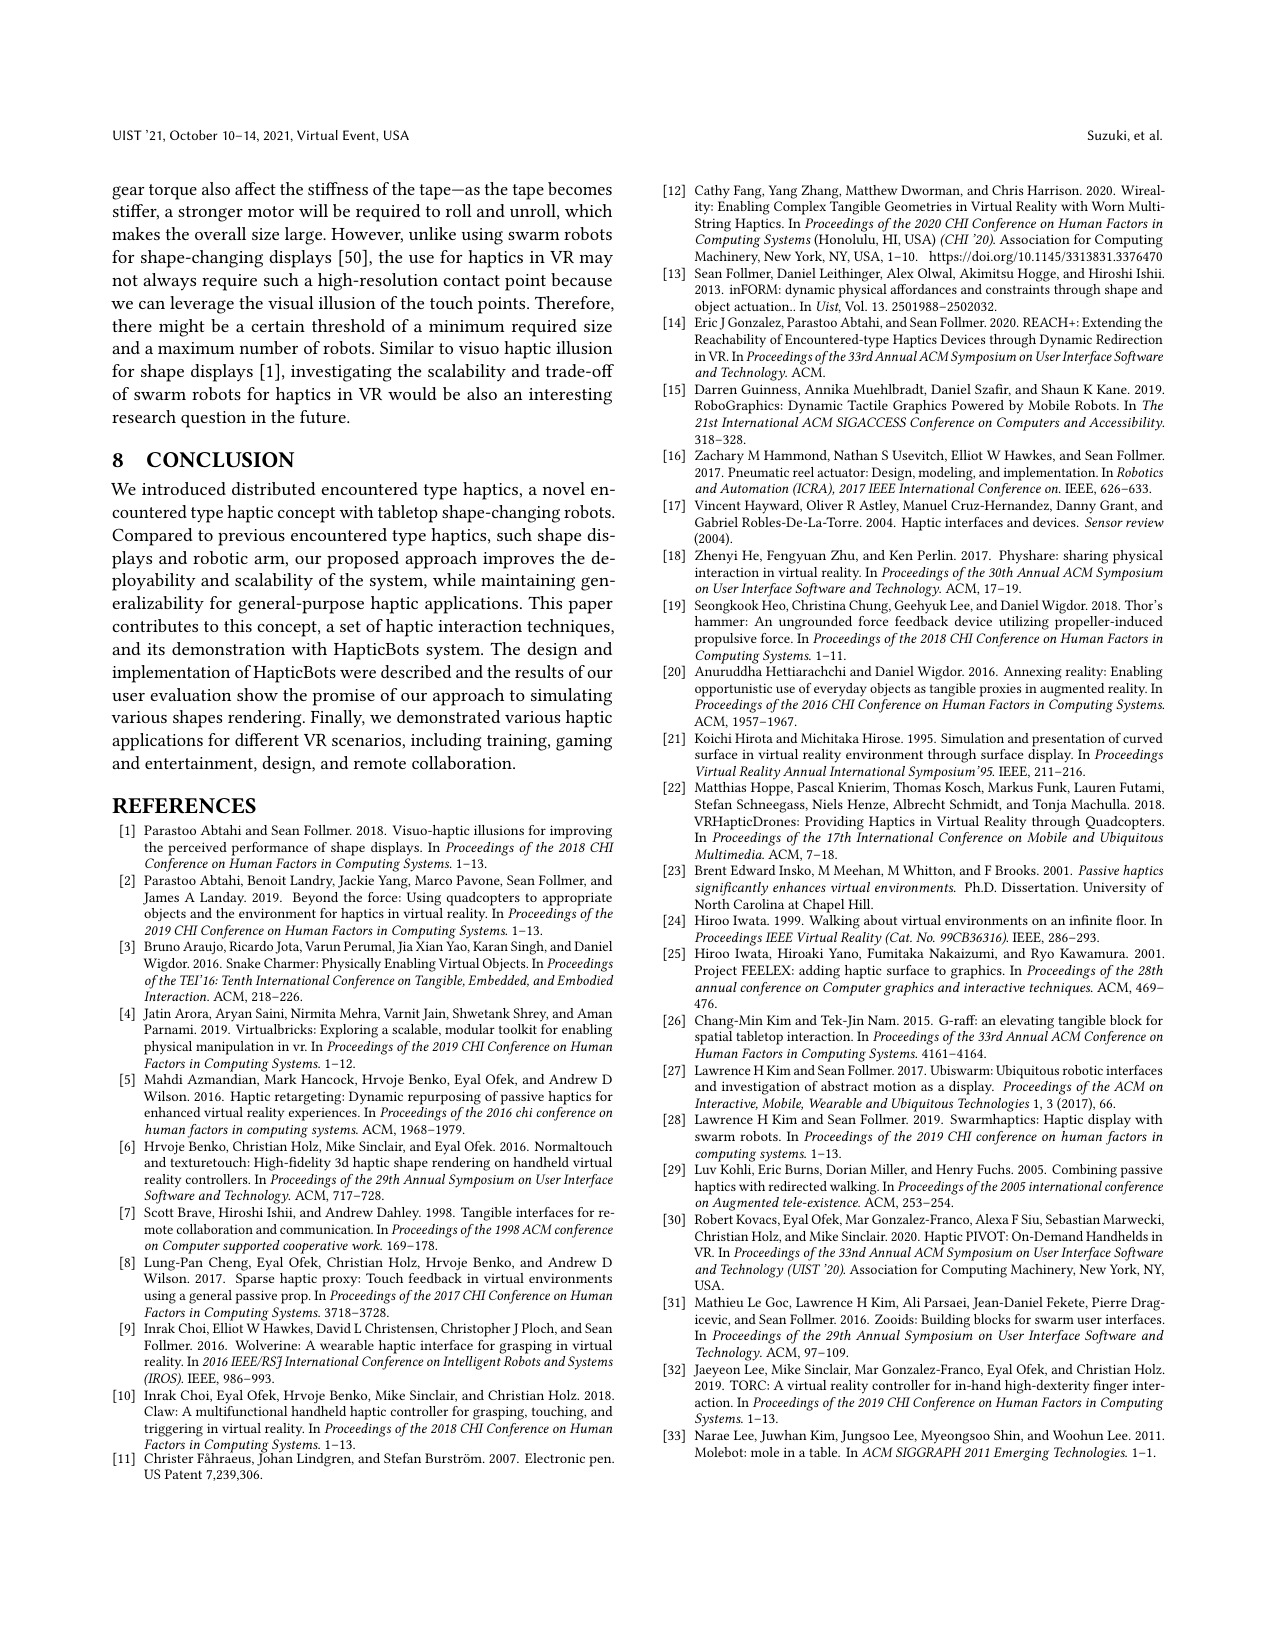 UIST ’21, October 10–14, 2021, Virtual Event, USA
Suzuki, et al.
gear torque also affect the stiffness of the tape—as the tape becomes
stiffer, a stronger motor will be required to roll and unroll, which
makes the overall size large. However, unlike using swarm robots
for shape-changing displays [50], the use for haptics in VR may
not always require such a high-resolution contact point because
we can leverage the visual illusion of the touch points. Therefore,
there might be a certain threshold of a minimum required size
and a maximum number of robots. Similar to visuo haptic illusion
for shape displays [1], investigating the scalability and trade-off
of swarm robots for haptics in VR would be also an interesting
research question in the future.
8 CONCLUSION
We introduced distributed encountered type haptics, a novel en-
countered type haptic concept with tabletop shape-changing robots.
Compared to previous encountered type haptics, such shape dis-
plays and robotic arm, our proposed approach improves the de-
ployability and scalability of the system, while maintaining gen-
eralizability for general-purpose haptic applications. This paper
contributes to this concept, a set of haptic interaction techniques,
and its demonstration with HapticBots system. The design and
implementation of HapticBots were described and the results of our
user evaluation show the promise of our approach to simulating
various shapes rendering. Finally, we demonstrated various haptic
applications for different VR scenarios, including training, gaming
and entertainment, design, and remote collaboration.
REFERENCES
[1] Parastoo Abtahi and Sean Follmer. 2018. Visuo-haptic illusions for improving
the perceived performance of shape displays. In Proceedings of the 2018 CHI
Conference on Human Factors in Computing Systems. 1–13.
[2] Parastoo Abtahi, Benoit Landry, Jackie Yang, Marco Pavone, Sean Follmer, and
James A Landay. 2019. Beyond the force: Using quadcopters to appropriate
objects and the environment for haptics in virtual reality. In Proceedings of the
2019 CHI Conference on Human Factors in Computing Systems. 1–13.
[3] Bruno Araujo, Ricardo Jota, Varun Perumal, Jia Xian Yao, Karan Singh, and Daniel
Wigdor. 2016. Snake Charmer: Physically Enabling Virtual Objects. In Proceedings
of the TEI’16: Tenth International Conference on Tangible, Embedded, and Embodied
Interaction. ACM, 218–226.
[4] Jatin Arora, Aryan Saini, Nirmita Mehra, Varnit Jain, Shwetank Shrey, and Aman
Parnami. 2019. Virtualbricks: Exploring a scalable, modular toolkit for enabling
physical manipulation in vr. In Proceedings of the 2019 CHI Conference on Human
Factors in Computing Systems. 1–12.
[5] Mahdi Azmandian, Mark Hancock, Hrvoje Benko, Eyal Ofek, and Andrew D
Wilson. 2016. Haptic retargeting: Dynamic repurposing of passive haptics for
enhanced virtual reality experiences. In Proceedings of the 2016 chi conference on
human factors in computing systems. ACM, 1968–1979.
[6] Hrvoje Benko, Christian Holz, Mike Sinclair, and Eyal Ofek. 2016. Normaltouch
and texturetouch: High-fidelity 3d haptic shape rendering on handheld virtual
reality controllers. In Proceedings of the 29th Annual Symposium on User Interface
Software and Technology. ACM, 717–728.
[7] Scott Brave, Hiroshi Ishii, and Andrew Dahley. 1998. Tangible interfaces for re-
mote collaboration and communication. In Proceedings of the 1998 ACM conference
on Computer supported cooperative work. 169–178.
[8] Lung-Pan Cheng, Eyal Ofek, Christian Holz, Hrvoje Benko, and Andrew D
Wilson. 2017. Sparse haptic proxy: Touch feedback in virtual environments
using a general passive prop. In Proceedings of the 2017 CHI Conference on Human
Factors in Computing Systems. 3718–3728.
[9] Inrak Choi, Elliot W Hawkes, David L Christensen, Christopher J Ploch, and Sean
Follmer. 2016. Wolverine: A wearable haptic interface for grasping in virtual
reality. In 2016 IEEE/RSJ International Conference on Intelligent Robots and Systems
(IROS). IEEE, 986–993.
[10] Inrak Choi, Eyal Ofek, Hrvoje Benko, Mike Sinclair, and Christian Holz. 2018.
Claw: A multifunctional handheld haptic controller for grasping, touching, and
triggering in virtual reality. In Proceedings of the 2018 CHI Conference on Human
Factors in Computing Systems. 1–13.
[11] Christer Fåhraeus, Johan Lindgren, and Stefan Burström. 2007. Electronic pen.
US Patent 7,239,306.
[12] Cathy Fang, Yang Zhang, Matthew Dworman, and Chris Harrison. 2020. Wireal-
ity: Enabling Complex Tangible Geometries in Virtual Reality with Worn Multi-
String Haptics. In Proceedings of the 2020 CHI Conference on Human Factors in
Computing Systems (Honolulu, HI, USA) (CHI ’20). Association for Computing
Machinery, New York, NY, USA, 1–10. https://doi.org/10.1145/3313831.3376470
[13] Sean Follmer, Daniel Leithinger, Alex Olwal, Akimitsu Hogge, and Hiroshi Ishii.
2013. inFORM: dynamic physical affordances and constraints through shape and
object actuation.. In Uist, Vol. 13. 2501988–2502032.
[14] Eric J Gonzalez, Parastoo Abtahi, and Sean Follmer. 2020. REACH+: Extending the
Reachability of Encountered-type Haptics Devices through Dynamic Redirection
in VR. In Proceedings of the 33rd Annual ACM Symposium on User Interface Software
and Technology. ACM.
[15] Darren Guinness, Annika Muehlbradt, Daniel Szafir, and Shaun K Kane. 2019.
RoboGraphics: Dynamic Tactile Graphics Powered by Mobile Robots. In The
21st International ACM SIGACCESS Conference on Computers and Accessibility.
318–328.
[16] Zachary M Hammond, Nathan S Usevitch, Elliot W Hawkes, and Sean Follmer.
2017. Pneumatic reel actuator: Design, modeling, and implementation. In Robotics
and Automation (ICRA), 2017 IEEE International Conference on. IEEE, 626–633.
[17] Vincent Hayward, Oliver R Astley, Manuel Cruz-Hernandez, Danny Grant, and
Gabriel Robles-De-La-Torre. 2004. Haptic interfaces and devices. Sensor review
(2004).
[18] Zhenyi He, Fengyuan Zhu, and Ken Perlin. 2017. Physhare: sharing physical
interaction in virtual reality. In Proceedings of the 30th Annual ACM Symposium
on User Interface Software and Technology. ACM, 17–19.
[19] Seongkook Heo, Christina Chung, Geehyuk Lee, and Daniel Wigdor. 2018. Thor’s
hammer: An ungrounded force feedback device utilizing propeller-induced
propulsive force. In Proceedings of the 2018 CHI Conference on Human Factors in
Computing Systems. 1–11.
[20] Anuruddha Hettiarachchi and Daniel Wigdor. 2016. Annexing reality: Enabling
opportunistic use of everyday objects as tangible proxies in augmented reality. In
Proceedings of the 2016 CHI Conference on Human Factors in Computing Systems.
ACM, 1957–1967.
[21] Koichi Hirota and Michitaka Hirose. 1995. Simulation and presentation of curved
surface in virtual reality environment through surface display. In Proceedings
Virtual Reality Annual International Symposium’95. IEEE, 211–216.
[22] Matthias Hoppe, Pascal Knierim, Thomas Kosch, Markus Funk, Lauren Futami,
Stefan Schneegass, Niels Henze, Albrecht Schmidt, and Tonja Machulla. 2018.
VRHapticDrones: Providing Haptics in Virtual Reality through Quadcopters.
In Proceedings of the 17th International Conference on Mobile and Ubiquitous
Multimedia. ACM, 7–18.
[23] Brent Edward Insko, M Meehan, M Whitton, and F Brooks. 2001. Passive haptics
significantly enhances virtual environments. Ph.D. Dissertation. University of
North Carolina at Chapel Hill.
[24] Hiroo Iwata. 1999. Walking about virtual environments on an infinite floor. In
Proceedings IEEE Virtual Reality (Cat. No. 99CB36316). IEEE, 286–293.
[25] Hiroo Iwata, Hiroaki Yano, Fumitaka Nakaizumi, and Ryo Kawamura. 2001.
Project FEELEX: adding haptic surface to graphics. In Proceedings of the 28th
annual conference on Computer graphics and interactive techniques. ACM, 469–
476.
[26] Chang-Min Kim and Tek-Jin Nam. 2015. G-raff: an elevating tangible block for
spatial tabletop interaction. In Proceedings of the 33rd Annual ACM Conference on
Human Factors in Computing Systems. 4161–4164.
[27] Lawrence H Kim and Sean Follmer. 2017. Ubiswarm: Ubiquitous robotic interfaces
and investigation of abstract motion as a display. Proceedings of the ACM on
Interactive, Mobile, Wearable and Ubiquitous Technologies 1, 3 (2017), 66.
[28] Lawrence H Kim and Sean Follmer. 2019. Swarmhaptics: Haptic display with
swarm robots. In Proceedings of the 2019 CHI conference on human factors in
computing systems. 1–13.
[29] Luv Kohli, Eric Burns, Dorian Miller, and Henry Fuchs. 2005. Combining passive
haptics with redirected walking. In Proceedings of the 2005 international conference
on Augmented tele-existence. ACM, 253–254.
[30] Robert Kovacs, Eyal Ofek, Mar Gonzalez-Franco, Alexa F Siu, Sebastian Marwecki,
Christian Holz, and Mike Sinclair. 2020. Haptic PIVOT: On-Demand Handhelds in
VR. In Proceedings of the 33nd Annual ACM Symposium on User Interface Software
and Technology (UIST ’20). Association for Computing Machinery, New York, NY,
USA.
[31] Mathieu Le Goc, Lawrence H Kim, Ali Parsaei, Jean-Daniel Fekete, Pierre Drag-
icevic, and Sean Follmer. 2016. Zooids: Building blocks for swarm user interfaces.
In Proceedings of the 29th Annual Symposium on User Interface Software and
Technology. ACM, 97–109.
[32] Jaeyeon Lee, Mike Sinclair, Mar Gonzalez-Franco, Eyal Ofek, and Christian Holz.
2019. TORC: A virtual reality controller for in-hand high-dexterity finger inter-
action. In Proceedings of the 2019 CHI Conference on Human Factors in Computing
Systems. 1–13.
[33] Narae Lee, Juwhan Kim, Jungsoo Lee, Myeongsoo Shin, and Woohun Lee. 2011.
Molebot: mole in a table. In ACM SIGGRAPH 2011 Emerging Technologies. 1–1.